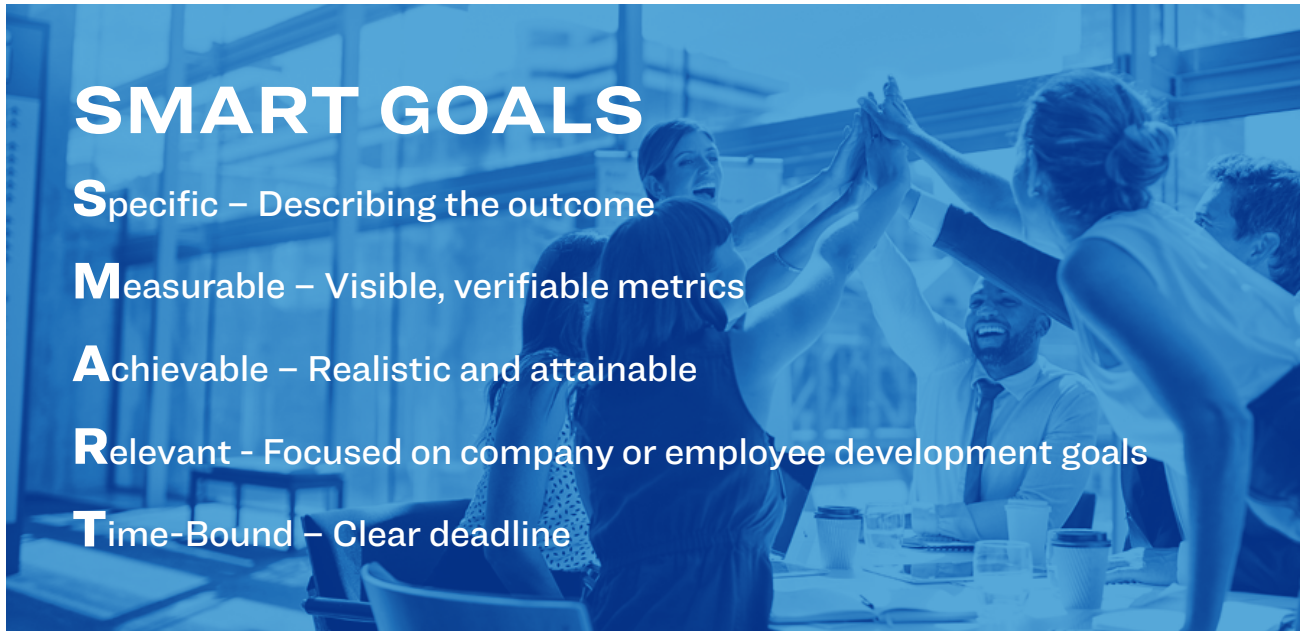 SMART GOALS
Specific – Describing the outcome
Measurable – Visible, verifiable metrics
Achievable – Realistic and attainable
Relevant - Focused on company or employee development goals
Time-Bound – Clear deadline